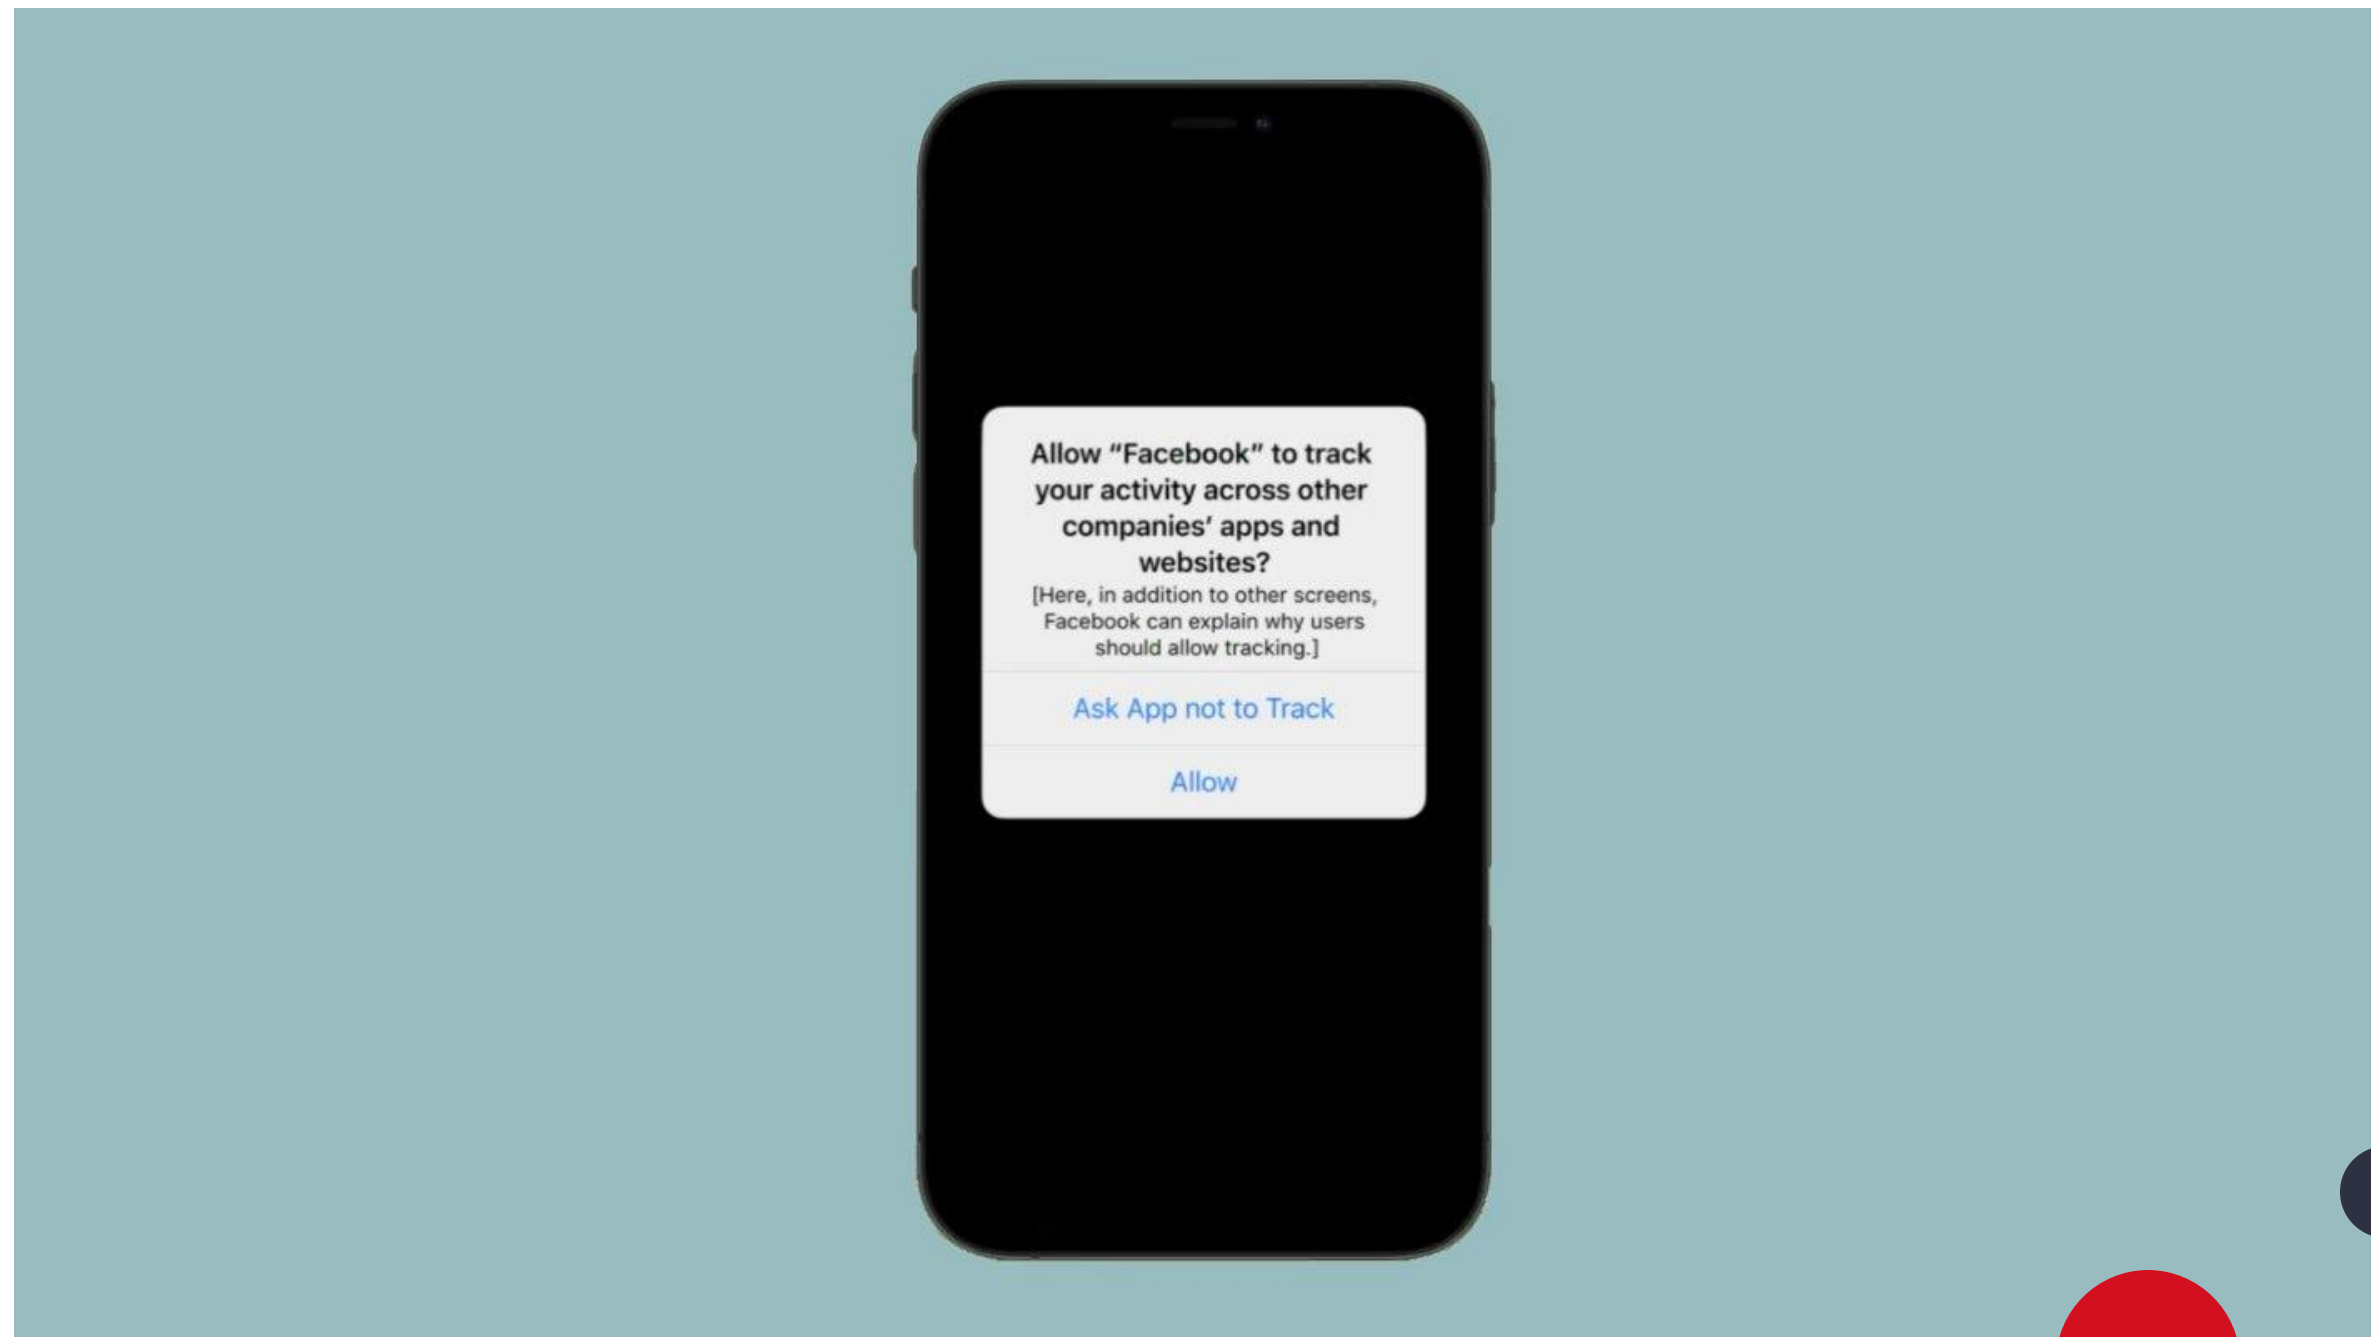 Allow “Facebook” to track
your activity across other
companies’ apps and
websites?
[Here, in addition to other screens,
Facebook can explain why users
should allow tracking.]
Ask App not to Track
Allow